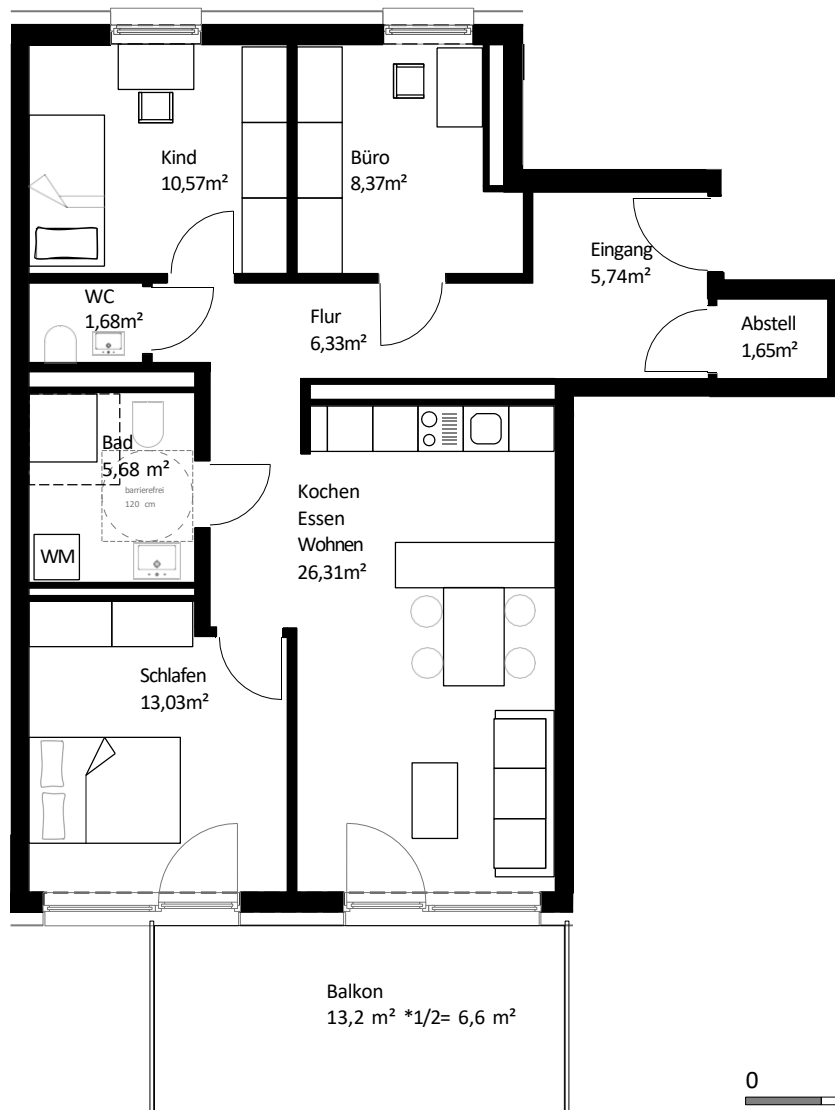 Kind
10,57m²
Büro
8,37m²
Eingang
5,74m²
WC
1,68m²
Flur
6,33m²
Abstell
1,65m²
Bad
5,68 m²
barrierefrei
120 cm
WM
Kochen
Essen
Wohnen
26,31m²
Schlafen
13,03m²
Balkon
13,2 m² *1/2= 6,6 m²
0